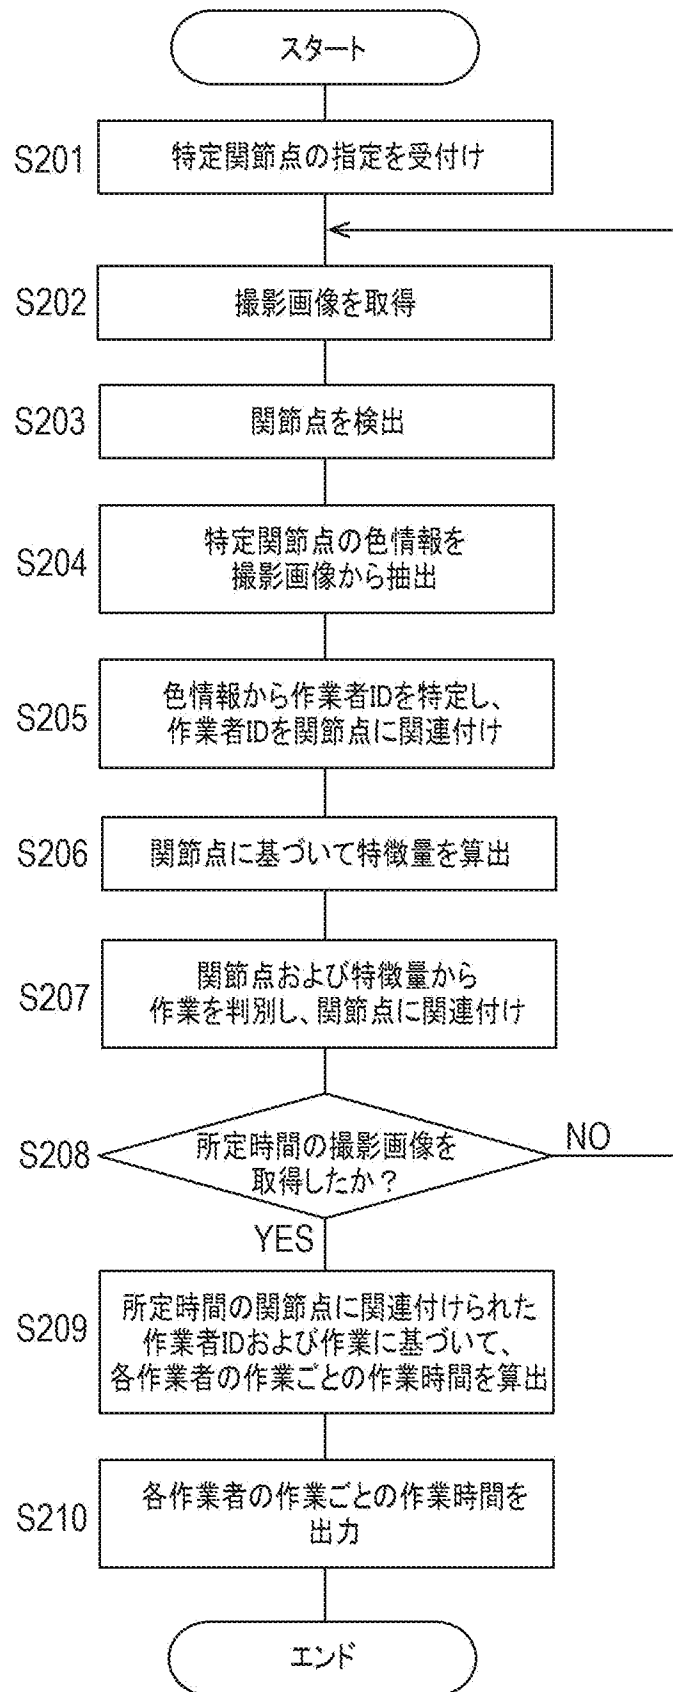 スタート
S201
特定関節点の指定を受付け
S202
撮影画像を取得
S203
関節点を検出
S204
特定関節点の色情報を
撮影画像から抽出
S205
色情報から作業者IDを特定し、
作業者IDを関節点に関連付け
S206
関節点に基づいて特徴量を算出
S207
関節点および特徴量から
作業を判別し、関節点に関連付け
S208
所定時間の撮影画像を
取得したか？
NO
YES
S209
所定時間の関節点に関連付けられた
作業者IDおよび作業に基づいて、
各作業者の作業ごとの作業時間を算出
S210
各作業者の作業ごとの作業時間を
出力
エンド